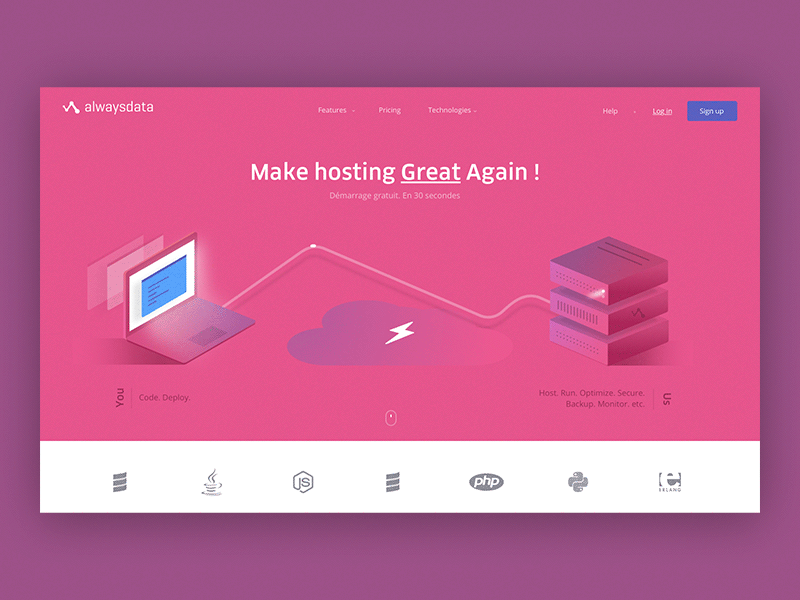 alwaysdata
Features
Pricing
Technologies
Help
Log in
Sign up
Make hosting Great Again !
Démarrage gratuit. En 30 secondes
You
Code. Deploy.
Host. Run. Optimize. Secure.
Backup. Monitor. etc.
Us
JS
php
e
ERLANG